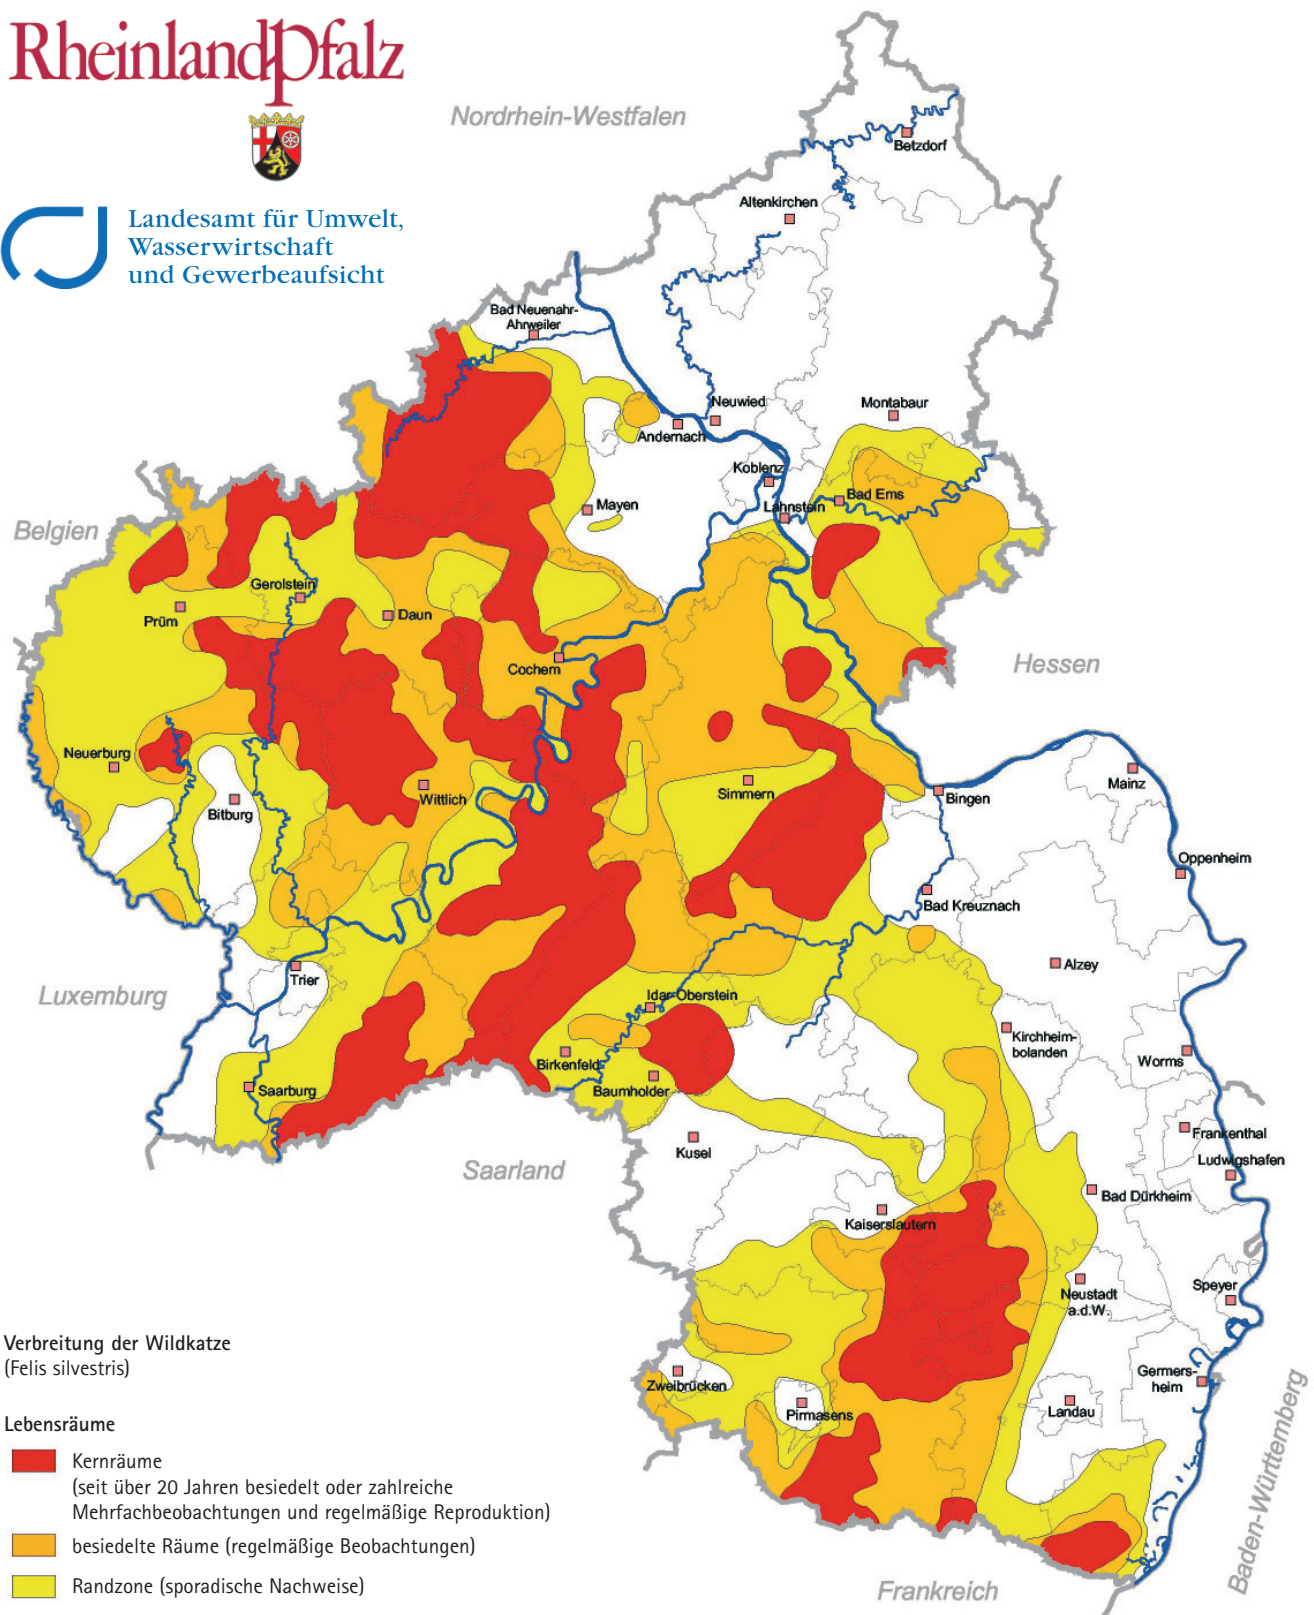 RheinlandPfalz
Landesamt für Umwelt,
Wasserwirtschaft
und Gewerbeaufsicht
Nordrhein-Westfalen
Betzdorf
Altenkirchen
Bad Neuenahr-
Ahrweiler
Neuwied
Montabaur
Andernach
Koblenz
Bad Ems
Mayen
Lahnstein
Belgien
Gerolstein
Prüm
Daun
Cochem
Hessen
Neuerburg
Wittlich
Simmern
Bitburg
Bingen
Mainz
Oppenheim
Bad Kreuznach
Alzey
Trier
Luxemburg
Idar-Oberstein
Kirchheim-
bolanden
Worms
Birkenfeld
Baumholder
Saarburg
Kusel
Frankenthal
Ludwigshafen
Saarland
Bad Dürkheim
Kaiserslautern
Neustadt
a.d.W.
Speyer
Zweibrücken
Pirmasens
Landau
Germers-
heim
Baden-Württemberg
Frankreich
Verbreitung der Wildkatze
(Felis silvestris)
Lebensräume
Kernräume
(seit über 20 Jahren besiedelt oder zahlreiche
Mehrfachbeobachtungen und regelmäßige Reproduktion)
besiedelte Räume (regelmäßige Beobachtungen)
Randzone (sporadische Nachweise)